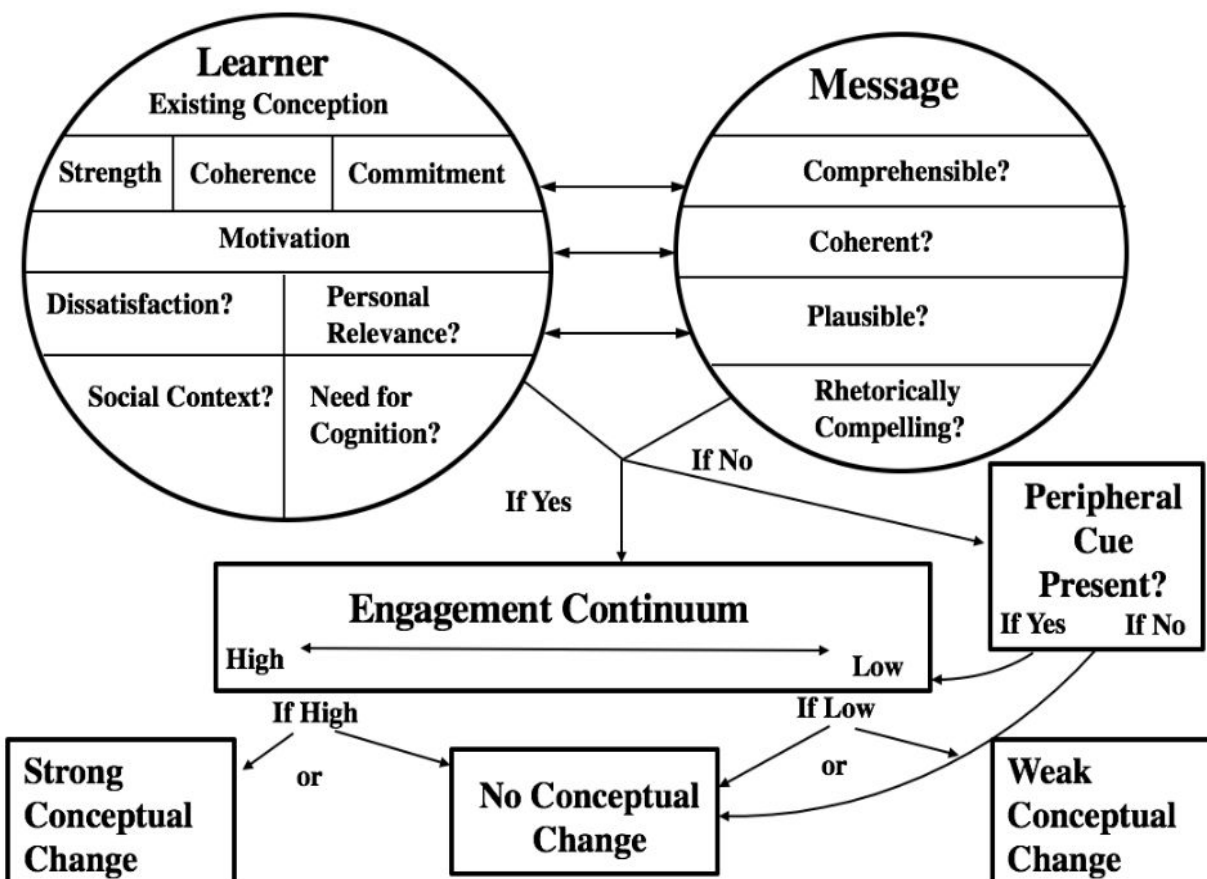 Learner
Existing Conception
Strength
Coherence
Commitment
Motivation
Dissatisfaction?
Personal
Relevance?
Social Context?
Need for
Cognition?
Message
Comprehensible?
Coherent?
Plausible?
Rhetorically
Compelling?
If No
If Yes
Peripheral
Cue
Present?
If Yes
If No
Engagement Continuum
High
Low
If High
If Low
Strong
Conceptual
Change
or
No Conceptual
Change
or
Weak
Conceptual
Change